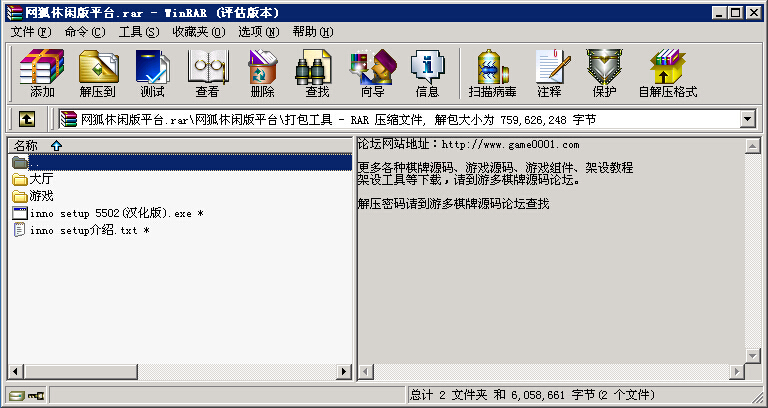 网狐休闲版平台.rar - WinRAR (评估版本)
文件(F) 命令(C) 工具(S) 收藏夹(O) 选项(N) 帮助(H)
添加 解压到 测试 查看 删除 查找 向导 信息 扫描病毒 注释 保护 自解压格式
网狐休闲版平台.rar\网狐休闲版平台\打包工具 - RAR 压缩文件, 解包大小为 759,626,248 字节
名称
..
大厅
游戏
inno setup 5502(汉化版).exe *
inno setup介绍.txt *
论坛网站地址：http://www.game0001.com
更多各种棋牌源码、游戏源码、游戏组件、架设教程
架设工具等下载，请到游多棋牌源码论坛。
解压密码请到游多棋牌源码论坛查找
总计 2 文件夹 和 6,058,661 字节(2 个文件)